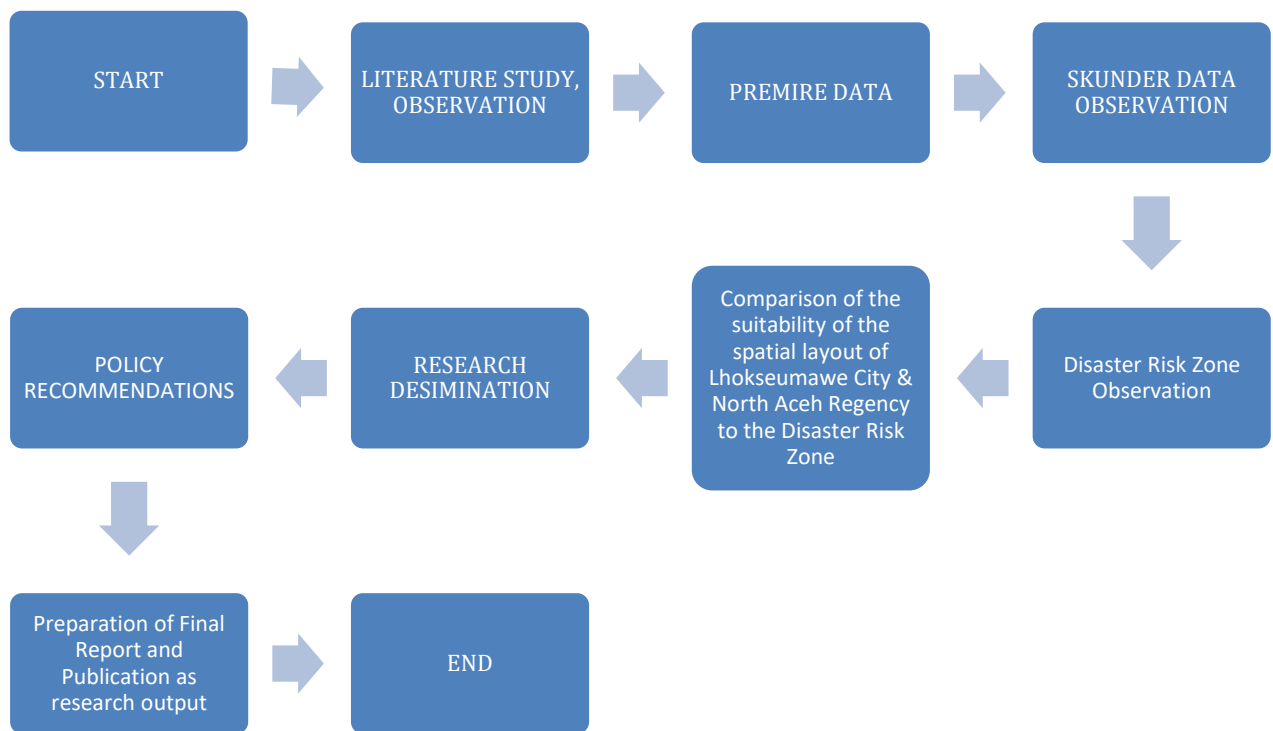 START
LITERATURE STUDY,
OBSERVATION
PREMIRE DATA
SKUNDER DATA
OBSERVATION
Disaster Risk Zone
Observation
Comparison of the
suitability of the
spatial layout of
Lhokseumawe City &
North Aceh Regency
to the Disaster Risk
Zone
RESEARCH
DESIMINATION
POLICY
RECOMMENDATIONS
Preparation of Final
Report and
Publication as
research output
END